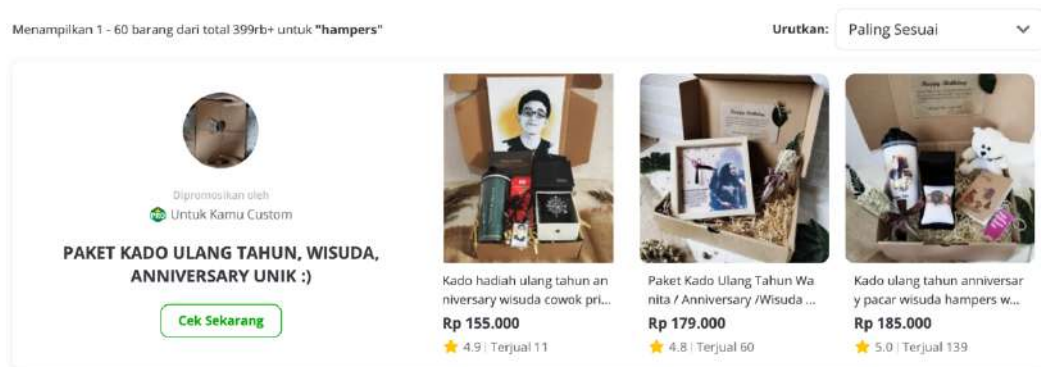 Menampilkan 1 - 60 barang dari total 399rb+ untuk "hampers"
Urutkan: Paling Sesuai
Dipromosikan oleh
PRO Untuk Kamu Custom
PAKET KADO ULANG TAHUN, WISUDA,
ANNIVERSARY UNIK :)
Cek Sekarang
Kado hadiah ulang tahun an
niversary wisuda cowok pri...
Rp 155.000
4.9 | Terjual 11
Paket Kado Ulang Tahun Wa
nita / Anniversary /Wisuda ...
Rp 179.000
4.8 | Terjual 60
Kado ulang tahun anniversar
y pacar wisuda hampers w...
Rp 185.000
5.0 | Terjual 139